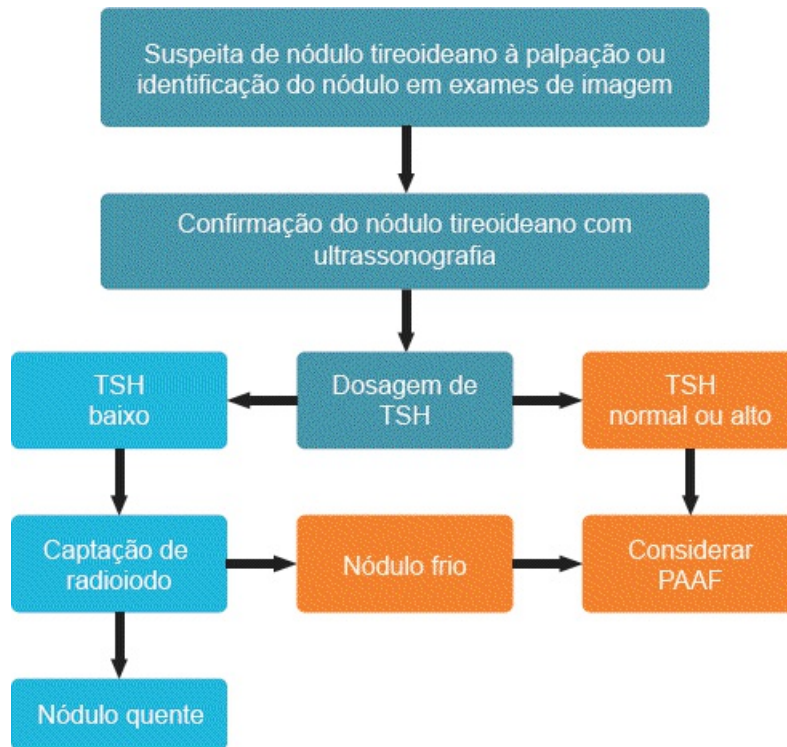 Suspeita de nódulo tireoideano à palpação ou
identificação do nódulo em exames de imagem
Confirmação do nódulo tireoideano com
ultrassonografia
TSH
baixo
Dosagem de
TSH
TSH
normal ou alto
Captação de
radioiodo
Nódulo frio
Considerar
PAAF
Nódulo quente